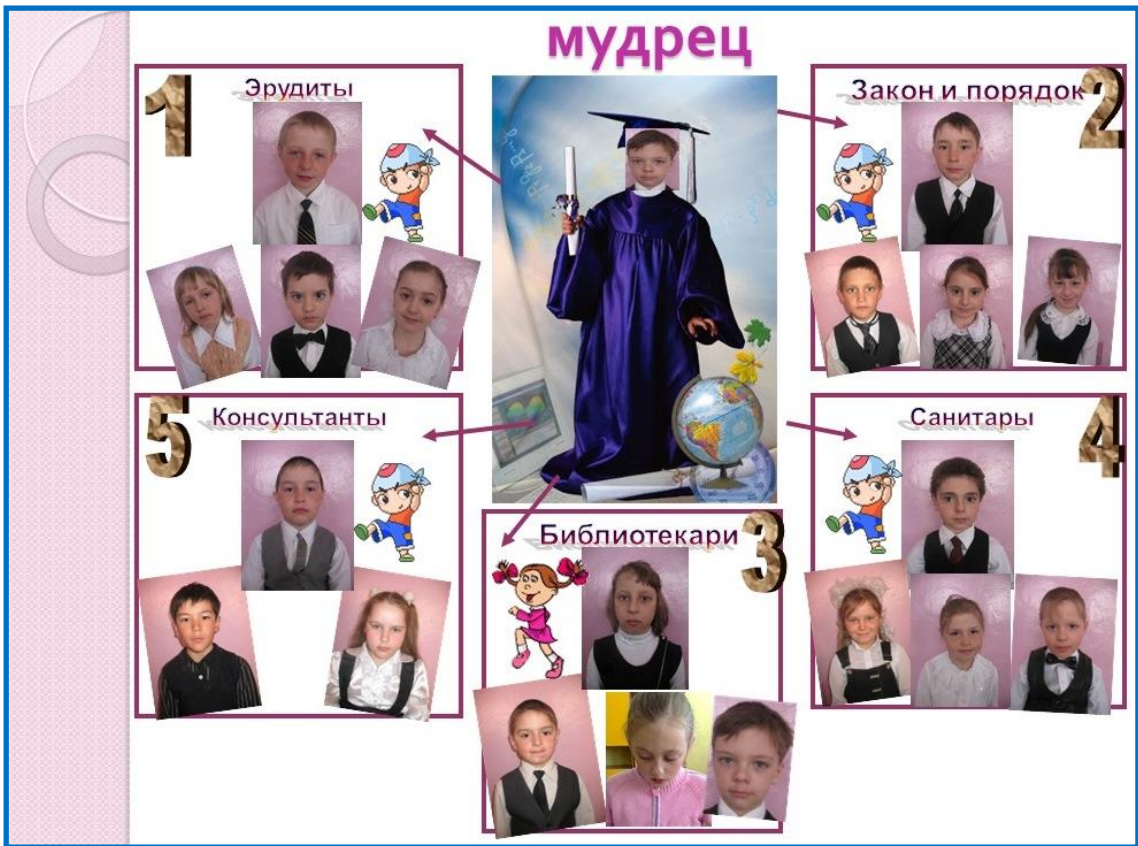 мудрец
1
Эрудиты
Закон и порядок
2
5
Консультанты
Санитары
4
Библиотекари
3